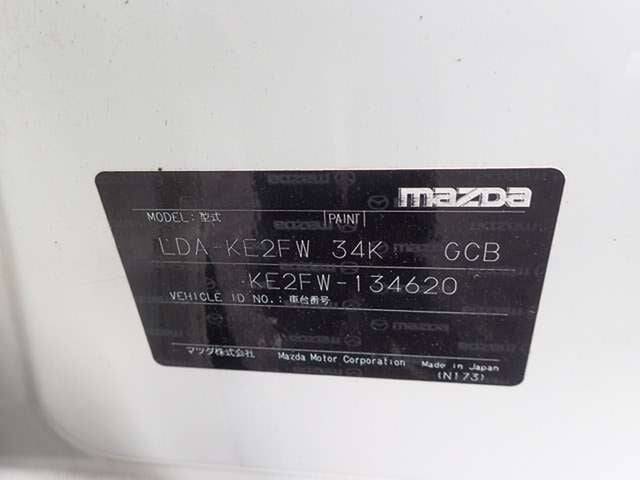 mazda
MODEL: 型式 |PAINT|
LDA-KE2FW 34K GCB
KE2FW-134620
VEHICLE ID NO.: 車台番号
マツダ株式会社 Mazda Motor Corporation Made in Japan
(N173)